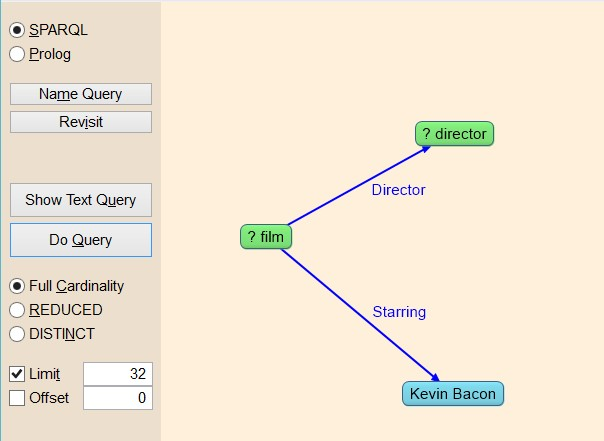 SPARQL
Prolog
Name Query
Revisit
Show Text Query
Do Query
Full Cardinality
REDUCED
DISTINCT
Limit 32
Offset 0
? director
Director
? film
Starring
Kevin Bacon